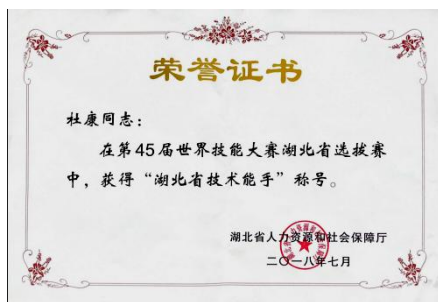 荣誉证书
杜康同志：
在第45届世界技能大赛湖北省选拔赛
中，获得“湖北省技术能手”称号。
湖北省人力资源和社会保障厅
二〇一八年七月